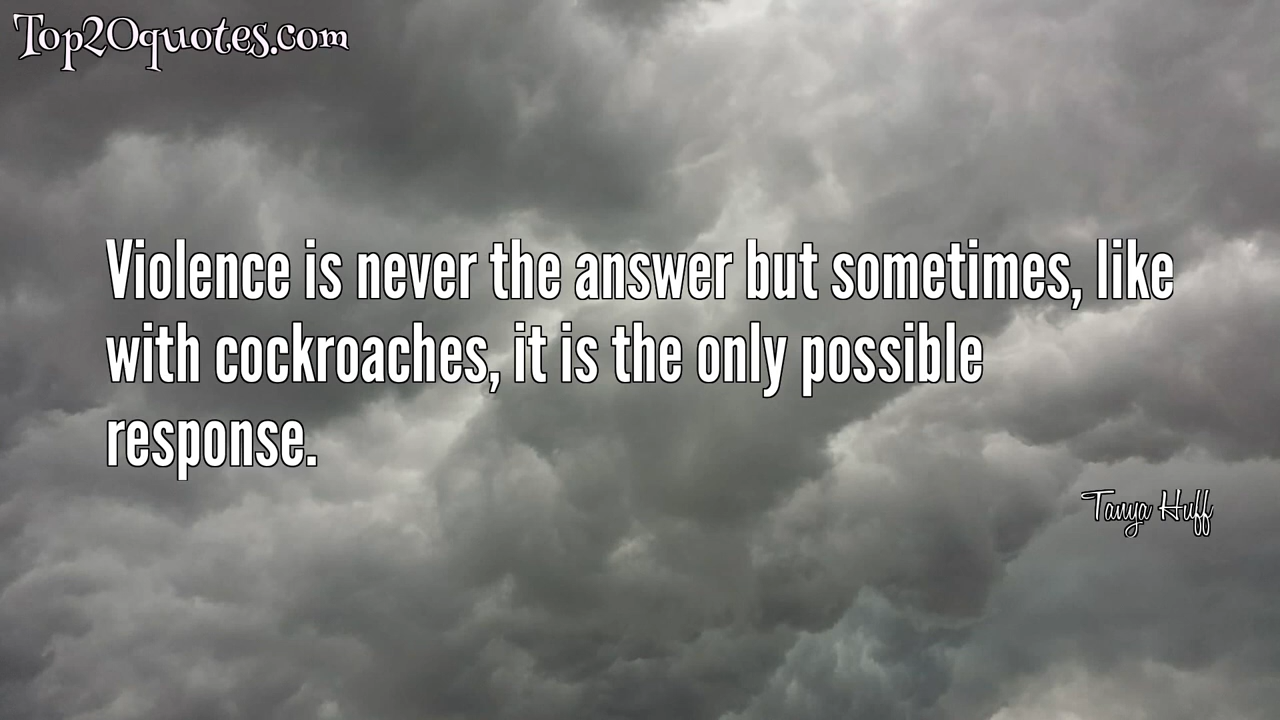 Top20quotes.com
Violence is never the answer but sometimes, like
with cockroaches, it is the only possible
response.
Tanya Huff